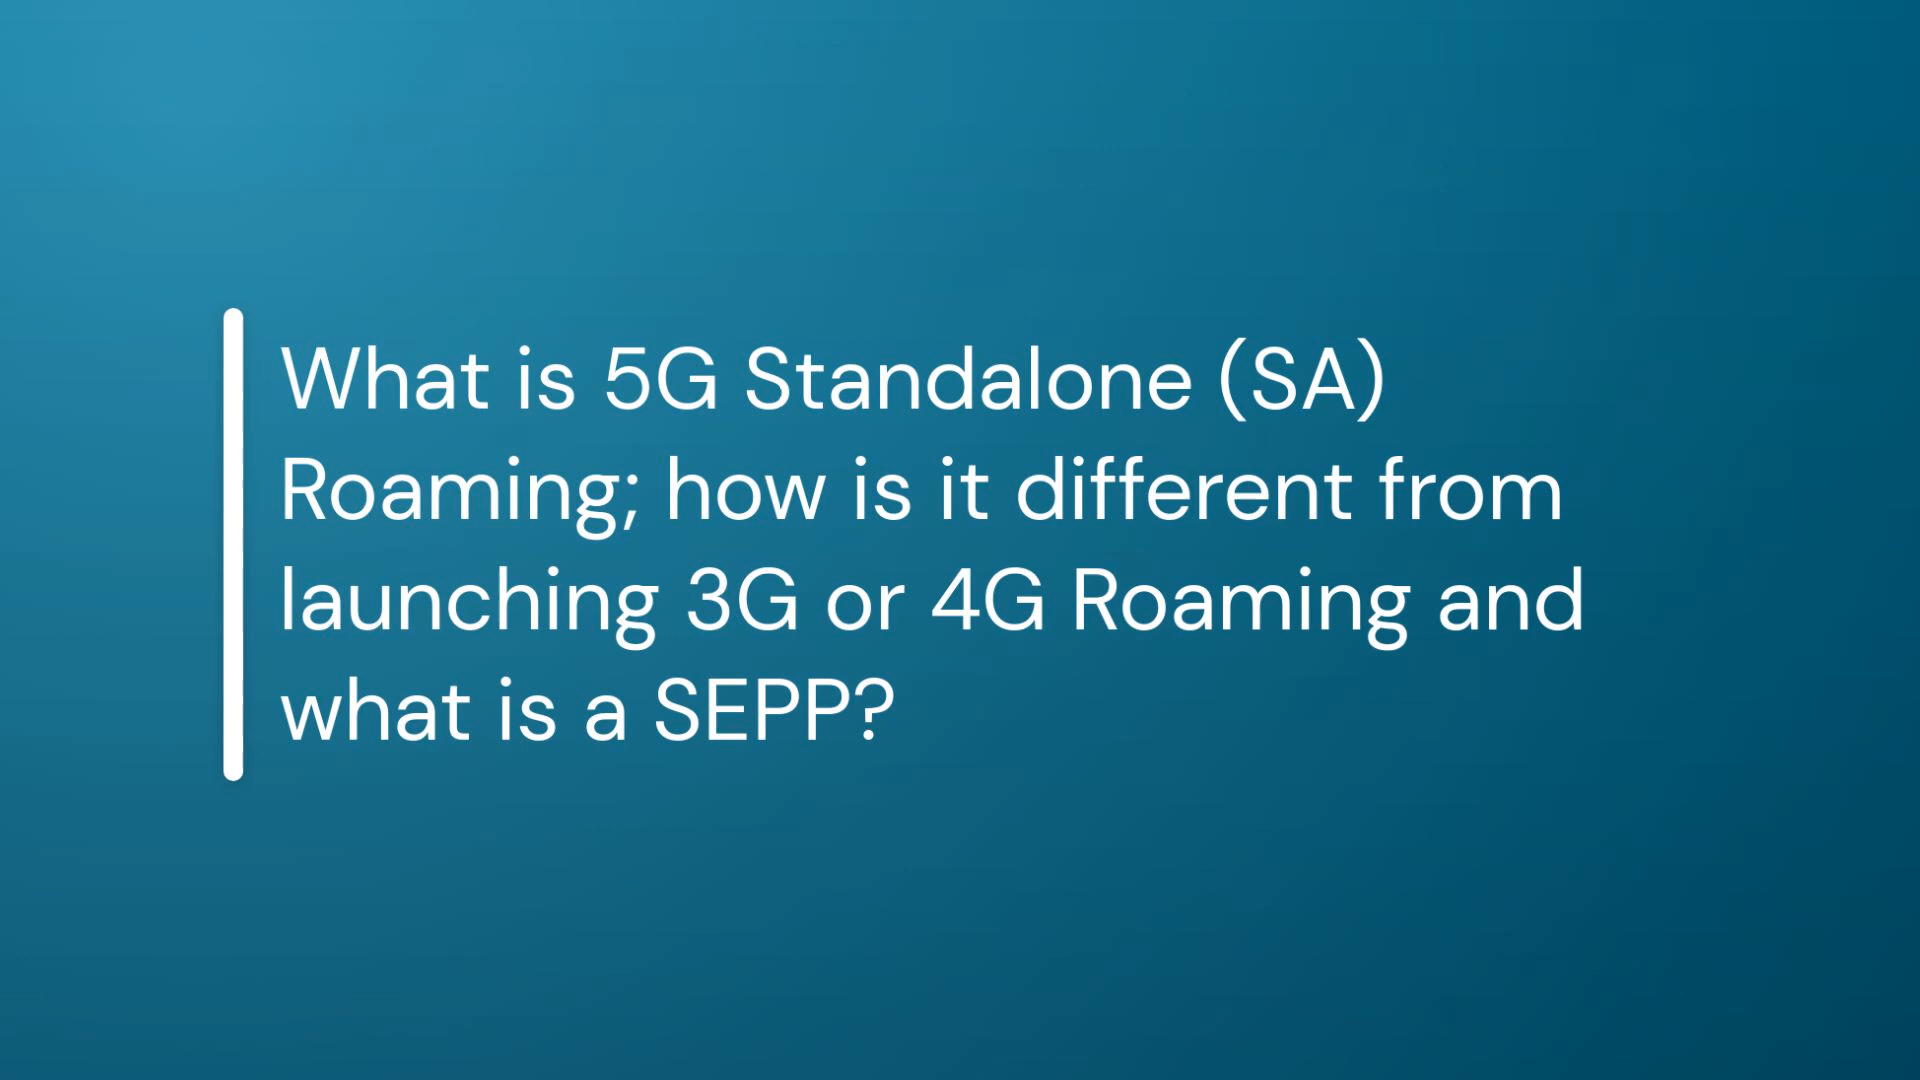 What is 5G Standalone (SA)
Roaming; how is it different from
launching 3G or 4G Roaming and
what is a SEPP?